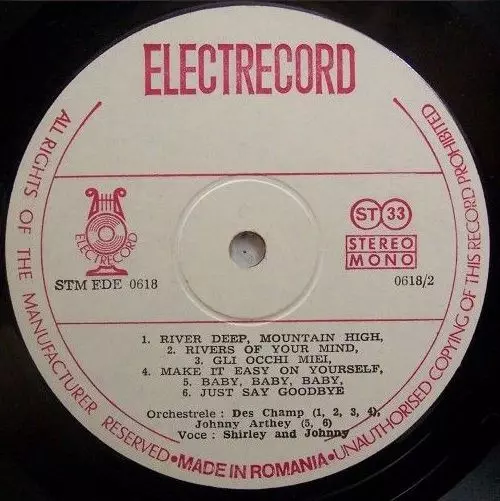 ELECTRECORD
ALL RIGHTS OF THE MANUFACTURER RESERVED • MADE IN ROMANIA • UNAUTHORISED COPYING OF THIS RECORD PROHIBITED
ELECTRECORD
ST 33
STEREO
MONO
STM EDE 0618
0618/2
1. RIVER DEEP, MOUNTAIN HIGH,
2. RIVERS OF YOUR MIND,
3. GLI OCCHI MIEI,
4. MAKE IT EASY ON YOURSELF,
5. BABY, BABY, BABY,
6. JUST SAY GOODBYE
Orchestrele : Des Champ (1, 2, 3, 4),
Johnny Arthey (5, 6)
Voce : Shirley and Johnny